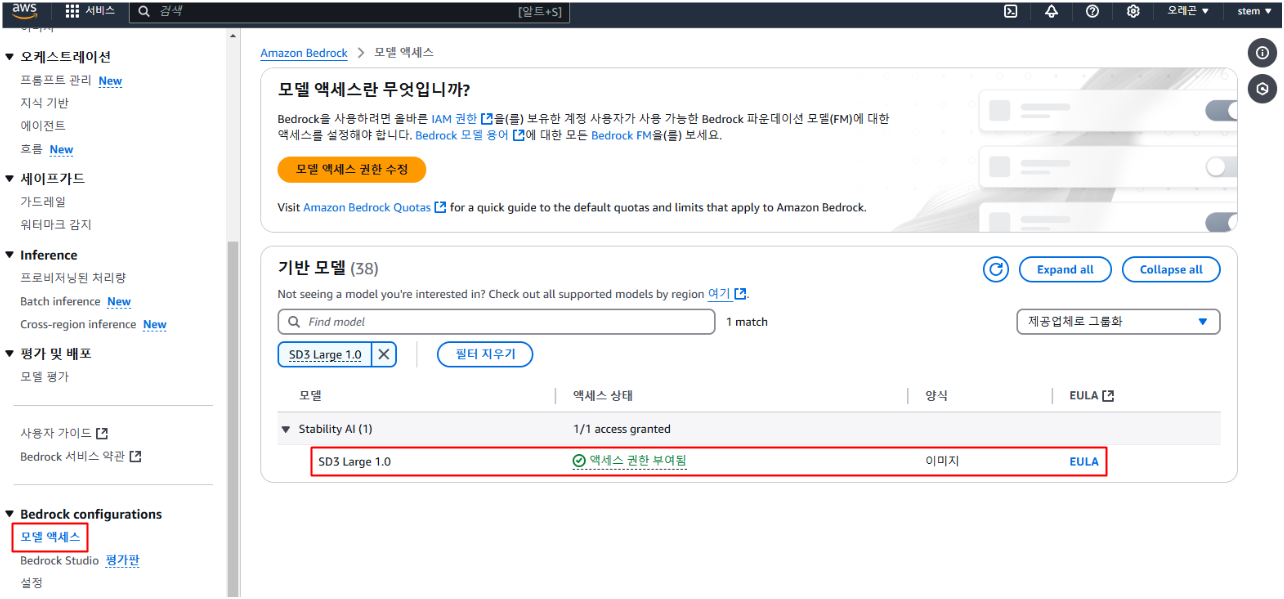 aws
서비스
검색
[알트+S]
오레곤
stem
오케스트레이션
프롬프트 관리 New
지식 기반
에이전트
흐름 New
세이프가드
가드레일
워터마크 감지
Inference
프로비저닝된 처리량
Batch inference New
Cross-region inference New
평가 및 배포
모델 평가
사용자 가이드
Bedrock 서비스 약관
Bedrock configurations
모델 액세스
Bedrock Studio 평가판
설정
Amazon Bedrock > 모델 액세스
모델 액세스란 무엇입니까?
Bedrock을 사용하려면 올바른 IAM 권한을(를) 보유한 계정 사용자가 사용 가능한 Bedrock 파운데이션 모델(FM)에 대한
액세스를 설정해야 합니다. Bedrock 모델 용어에 대한 모든 Bedrock FM을(를) 보세요.
모델 액세스 권한 수정
Visit Amazon Bedrock Quotas for a quick guide to the default quotas and limits that apply to Amazon Bedrock.
기반 모델 (38)
Expand all
Collapse all
Not seeing a model you're interested in? Check out all supported models by region 여기.
Find model
1 match
제공업체로 그룹화
SD3 Large 1.0
필터 지우기
모델 액세스 상태 양식 EULA
Stability AI (1) 1/1 access granted
SD3 Large 1.0 액세스 권한 부여됨 이미지 EULA